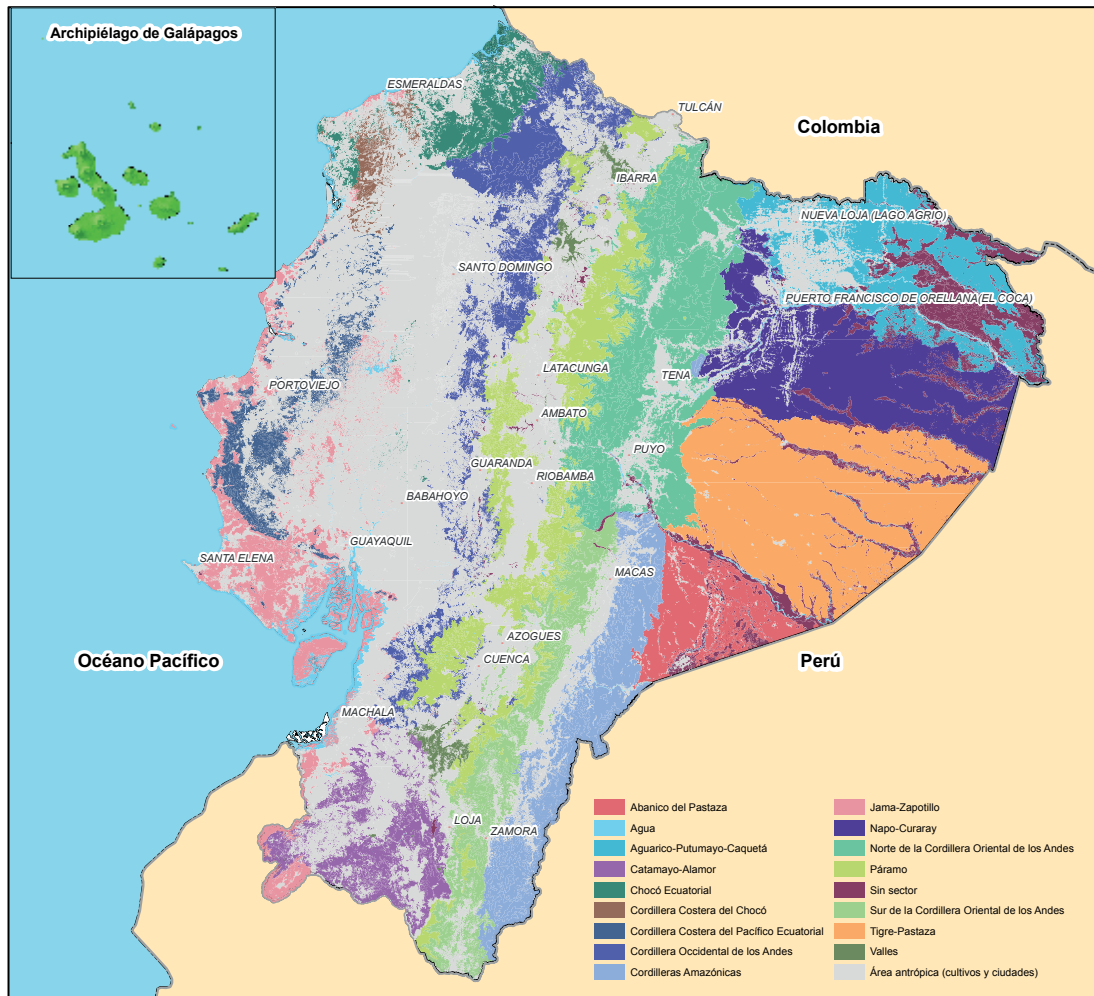 Archipiélago de Galápagos
ESMERALDAS
TULCÁN
Colombia
IBARRA
NUEVA LOJA (LAGO AGRIO)
SANTO DOMINGO
PUERTO FRANCISCO DE ORELLANA(EL COCA)
LATACUNGA
TENA
PORTOVIEJO
AMBATO
PUYO
GUARANDA
RIOBAMBA
BABAHOYO
GUAYAQUIL
SANTA ELENA
MACAS
AZOGUES
CUENCA
Océano Pacífico
Perú
MACHALA
LOJA
ZAMORA
Abanico del Pastaza
Agua
Aguarico-Putumayo-Caquetá
Catamayo-Alamor
Chocó Ecuatorial
Cordillera Costera del Chocó
Cordillera Costera del Pacífico Ecuatorial
Cordillera Occidental de los Andes
Cordilleras Amazónicas
Jama-Zapotillo
Napo-Curaray
Norte de la Cordillera Oriental de los Andes
Páramo
Sin sector
Sur de la Cordillera Oriental de los Andes
Tigre-Pastaza
Valles
Área antrópica (cultivos y ciudades)